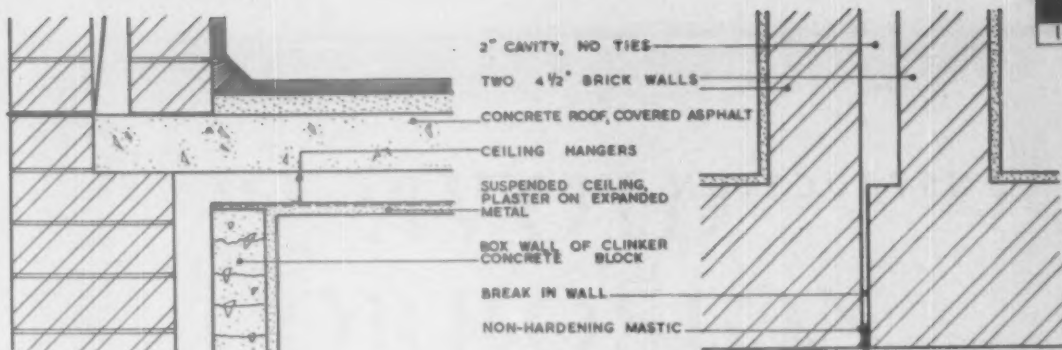 2" CAVITY, NO TIES
TWO 4½" BRICK WALLS
CONCRETE ROOF, COVERED ASPHALT
CEILING HANGERS
SUSPENDED CEILING,
PLASTER ON EXPANDED
METAL
BOX WALL OF CLINKER
CONCRETE BLOCK
BREAK IN WALL
NON-HARDENING MASTIC